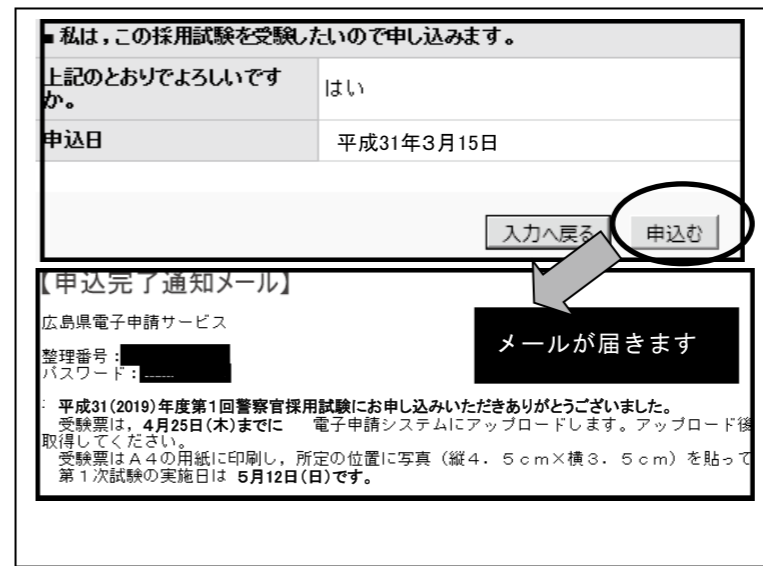 ■ 私は，この採用試験を受験したいので申し込みます。
上記のとおりでよろしいです
か。
はい
申込日
平成31年3月15日
入力へ戻る
申込む
【申込完了通知メール】
広島県電子申請サービス
メールが届きます
整理番号：
パスワード：
平成31(2019)年度第1回警察官採用試験にお申し込みいただきありがとうございました。
受験票は，4月25日(木)までに 電子申請システムにアップロードします。アップロード後
取得してください。
受験票はＡ４の用紙に印刷し，所定の位置に写真（縦４．５ｃｍ×横３．５ｃｍ）を貼って
第１次試験の実施日は 5月12日(日)です。